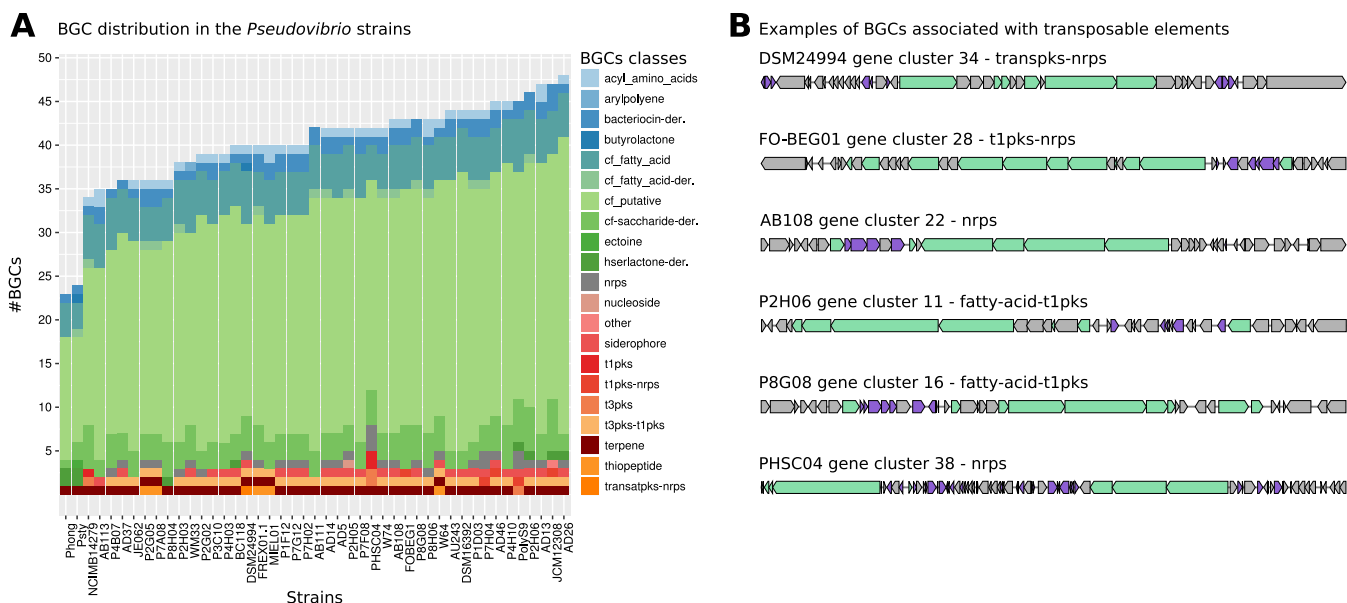 A BGC distribution in the Pseudovibrio strains
50
45
40
35
30
25
20
15
10
5
#BGCs
Phong
Psty
NCIMB14279
AB113
P4B07
AD37
JE062
P2G05
P7A08
P8H04
P2H03
WM33
P2G02
P3C10
P4H03
BC118
DSM24994
FREX01.1
MIEL01
P1F12
P7G12
P7H02
AB111
AD14
AD5
P2H05
P7F08
PHSC04
W74
AB108
FOBEG1
P8G08
P8H06
W64
AU243
DSM16392
P1D03
P7H04
AD46
P4H10
PolyS9
P2H06
AD13
JCM12308
AD26
Strains
BGCs classes
acyl_amino_acids
arylpolyene
bacteriocin-der.
butyrolactone
cf_fatty_acid
cf_fatty_acid-der.
cf_putative
cf-saccharide-der.
ectoine
hserlactone-der.
nrps
nucleoside
other
siderophore
t1pks
t1pks-nrps
t3pks
t3pks-t1pks
terpene
thiopeptide
transatpks-nrps
B Examples of BGCs associated with transposable elements
DSM24994 gene cluster 34 - transpks-nrps
FO-BEG01 gene cluster 28 - t1pks-nrps
AB108 gene cluster 22 - nrps
P2H06 gene cluster 11 - fatty-acid-t1pks
P8G08 gene cluster 16 - fatty-acid-t1pks
PHSC04 gene cluster 38 - nrps